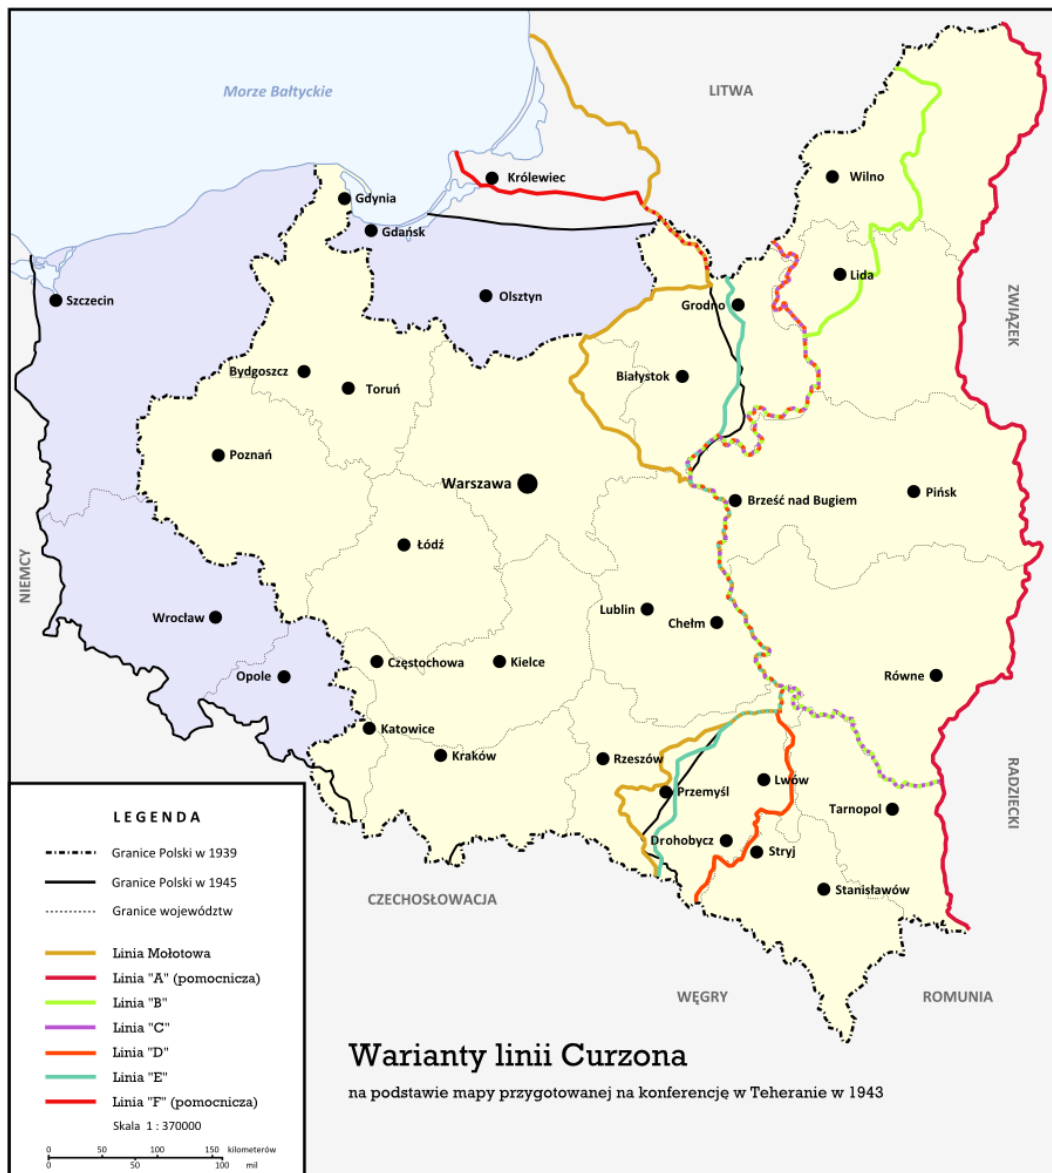 Morze Bałtyckie
LITWA
Królewiec
Wilno
Gdynia
Gdańsk
Lida
Szczecin
Olsztyn
Grodno
ZWIĄZEK
Bydgoszcz
Toruń
Białystok
Poznań
Warszawa
Brześć nad Bugiem
Pińsk
NIEMCY
Łódź
Wrocław
Lublin
Chełm
Opole
Częstochowa
Kielce
Równe
Katowice
Kraków
Rzeszów
Przemyśl
Lwów
Tarnopol
RADZIECKI
Drohobycz
Stryj
Stanisławów
CZECHOSŁOWACJA
WĘGRY
ROMUNIA
LEGENDA
Granice Polski w 1939
Granice Polski w 1945
Granice województw
Linia Mołotowa
Linia "A" (pomocnicza)
Linia "B"
Linia "C"
Linia "D"
Linia "E"
Linia "F" (pomocnicza)
Skala 1 : 370000
0 50 100 150 kilometerów
0 50 100 mil
Warianty linii Curzona
na podstawie mapy przygotowanej na konferencję w Teheranie w 1943